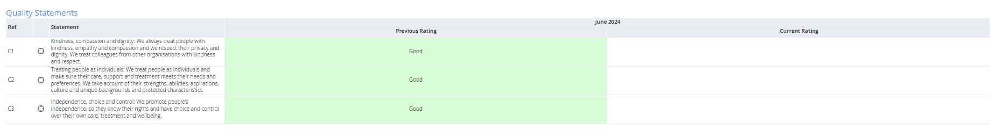 Quality Statements
June 2024
Ref Statement
Previous Rating Current Rating
Kindness, compassion and dignity: We always treat people with
kindness, empathy and compassion and we respect their privacy and
dignity. We treat colleagues from other organisations with kindness
and respect.
C1 Good
Treating people as individuals: We treat people as individuals and
make sure their care, support and treatment meets their needs and
preferences. We take account of their strengths, abilities, aspirations,
culture and unique backgrounds and protected characteristics.
C2 Good
Independence, choice and control: We promote people's
independence, so they know their rights and have choice and control
over their own care, treatment and wellbeing.
C3 Good